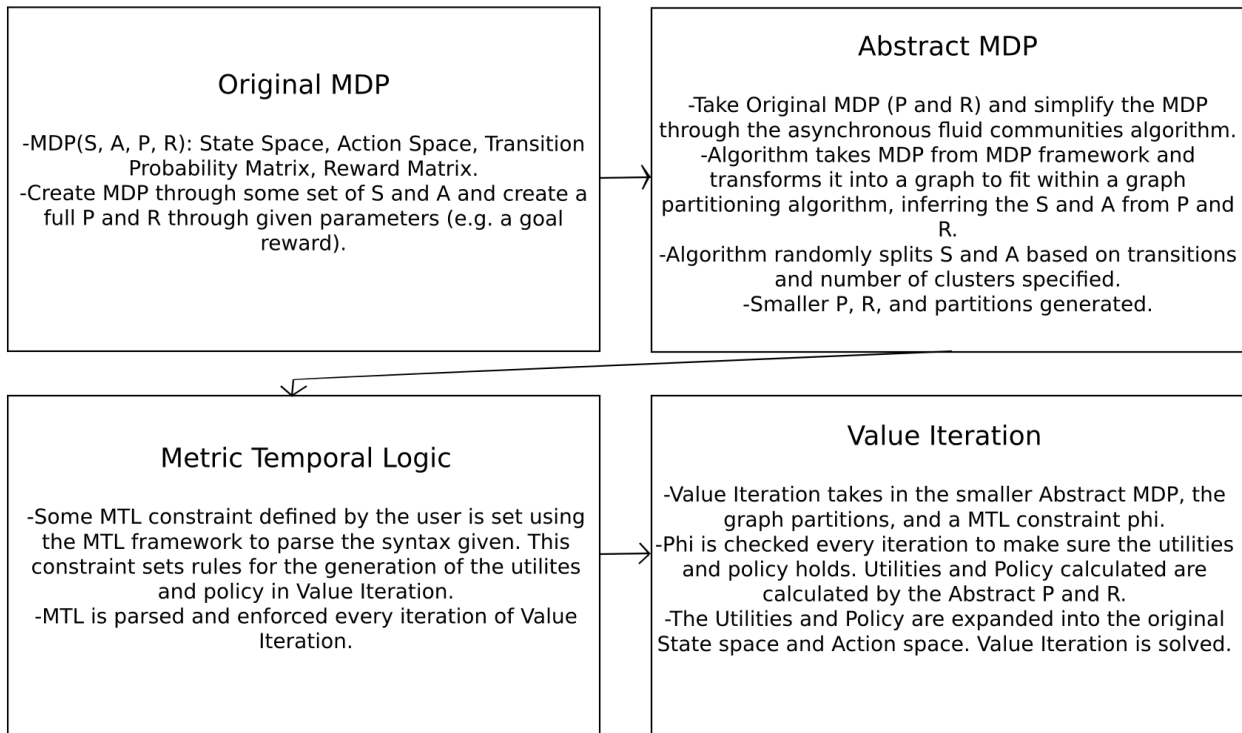 Original MDP
-MDP(S, A, P, R): State Space, Action Space, Transition
Probability Matrix, Reward Matrix.
-Create MDP through some set of S and A and create a
full P and R through given parameters (e.g. a goal
reward).
Abstract MDP
-Take Original MDP (P and R) and simplify the MDP
through the asynchronous fluid communities algorithm.
-Algorithm takes MDP from MDP framework and
transforms it into a graph to fit within a graph
partitioning algorithm, inferring the S and A from P and
R.
-Algorithm randomly splits S and A based on transitions
and number of clusters specified.
-Smaller P, R, and partitions generated.
Metric Temporal Logic
-Some MTL constraint defined by the user is set using
the MTL framework to parse the syntax given. This
constraint sets rules for the generation of the utilites
and policy in Value Iteration.
-MTL is parsed and enforced every iteration of Value
Iteration.
Value Iteration
-Value Iteration takes in the smaller Abstract MDP, the
graph partitions, and a MTL constraint phi.
-Phi is checked every iteration to make sure the utilities
and policy holds. Utilities and Policy calculated are
calculated by the Abstract P and R.
-The Utilities and Policy are expanded into the original
State space and Action space. Value Iteration is solved.